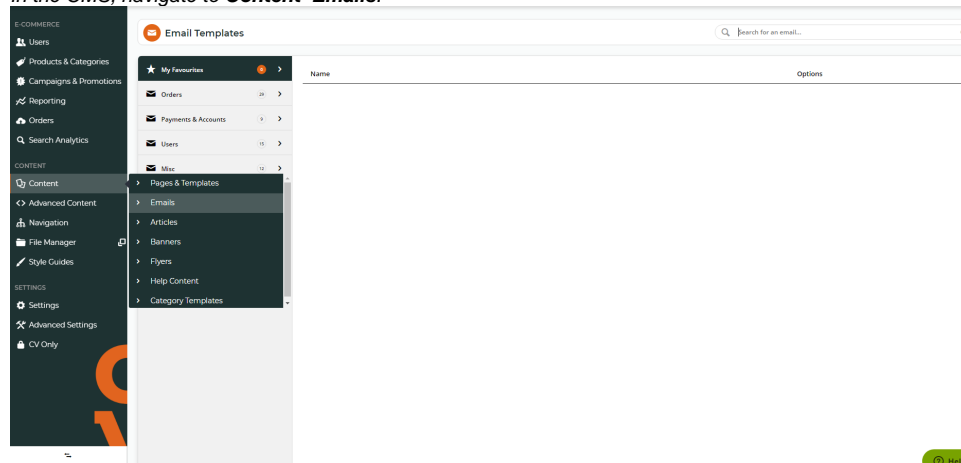 In the CMS, navigate to Content Emails.
E-COMMERCE
Users
Products & Categories
Campaigns & Promotions
Reporting
Orders
Search Analytics
CONTENT
Content
Advanced Content
Navigation
File Manager
Style Guides
SETTINGS
Settings
Advanced Settings
CV Only
Email Templates
Search for an email...
My Favourites
Orders
Payments & Accounts
Users
Misc
Pages & Templates
Emails
Articles
Banners
Flyers
Help Content
Category Templates
Name Options